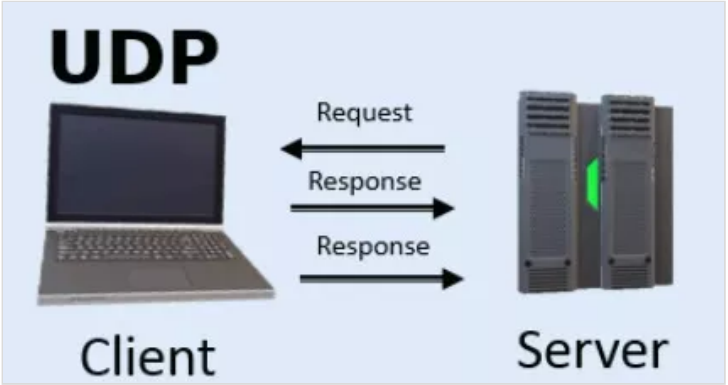 UDP
Request
Response
Response
Client
Server